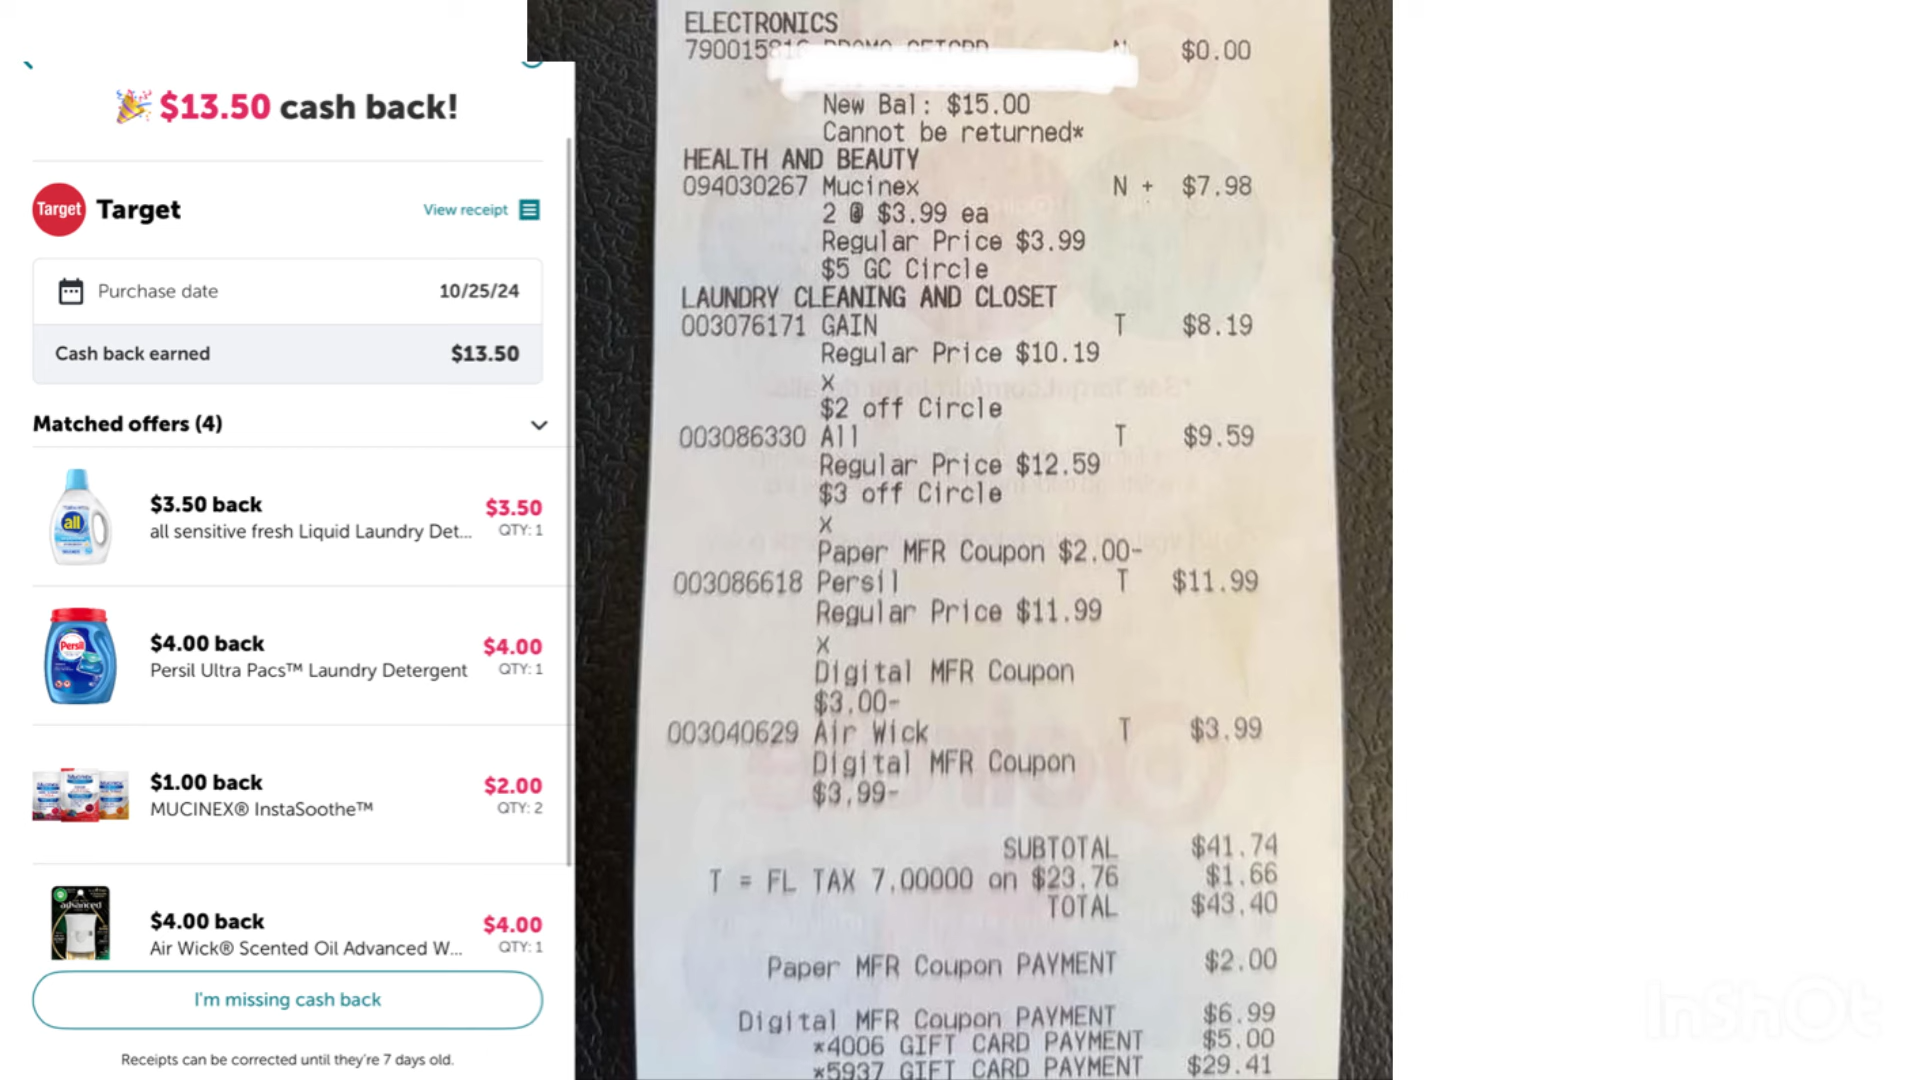 $13.50 cash back!
Target Target View receipt
Purchase date 10/25/24
Cash back earned $13.50
Matched offers (4)
$3.50 back $3.50
all sensitive fresh Liquid Laundry Det... QTY: 1
$4.00 back $4.00
Persil Ultra Pacs™ Laundry Detergent QTY: 1
$1.00 back $2.00
MUCINEX® InstaSoothe™ QTY: 2
$4.00 back $4.00
Air Wick® Scented Oil Advanced W... QTY: 1
I'm missing cash back
Receipts can be corrected until they're 7 days old.
all
Persil
advanced
ELECTRONICS
790015816 PROMO GFTCRD N $0.00
New Bal: $15.00
Cannot be returned*
HEALTH AND BEAUTY
094030267 Mucinex N + $7.98
2 @ $3.99 ea
Regular Price $3.99
$5 GC Circle
LAUNDRY CLEANING AND CLOSET
003076171 GAIN T $8.19
Regular Price $10.19
X
$2 off Circle
003086330 All T $9.59
Regular Price $12.59
$3 off Circle
X
Paper MFR Coupon $2.00-
003086618 Persil T $11.99
Regular Price $11.99
X
Digital MFR Coupon
$3.00-
003040629 Air Wick T $3.99
Digital MFR Coupon
$3.99-
SUBTOTAL $41.74
T = FL TAX 7.00000 on $23.76 $1.66
TOTAL $43.40
Paper MFR Coupon PAYMENT $2.00
Digital MFR Coupon PAYMENT $6.99
*4006 GIFT CARD PAYMENT $5.00
*5937 GIFT CARD PAYMENT $29.41
InShOt